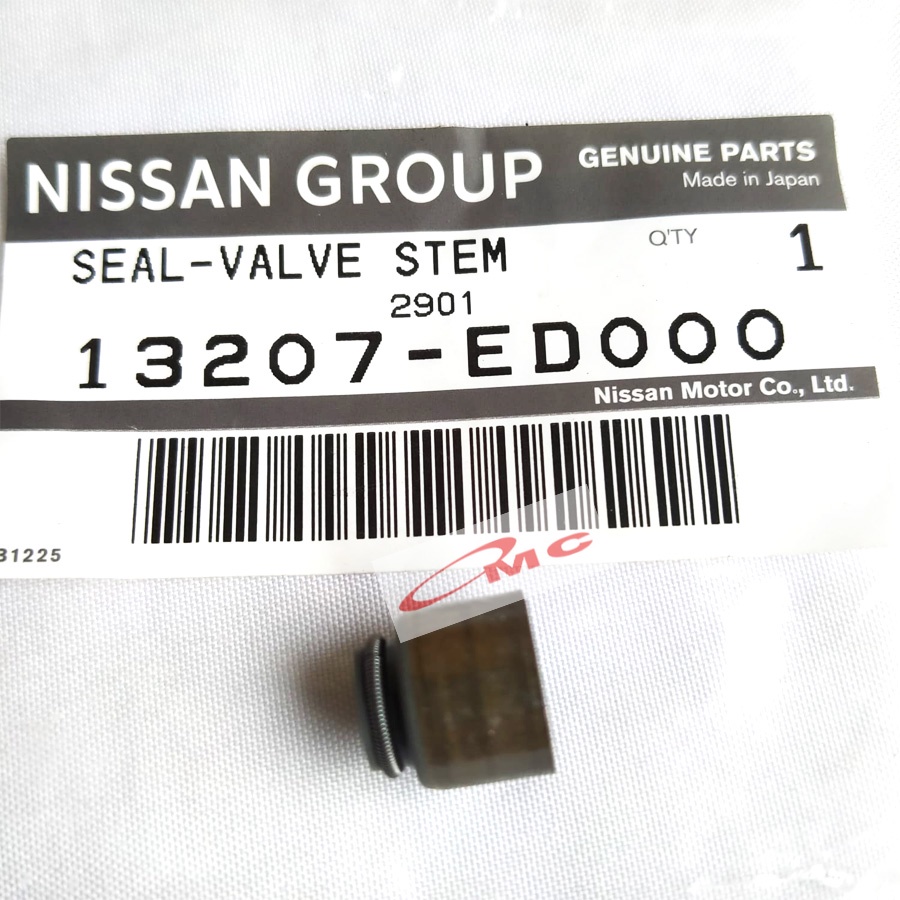 NISSAN GROUP
GENUINE PARTS
Made in Japan
SEAL-VALVE STEM
Q'TY 1
2901
13207-ED000
Nissan Motor Co., Ltd.
31225
MC